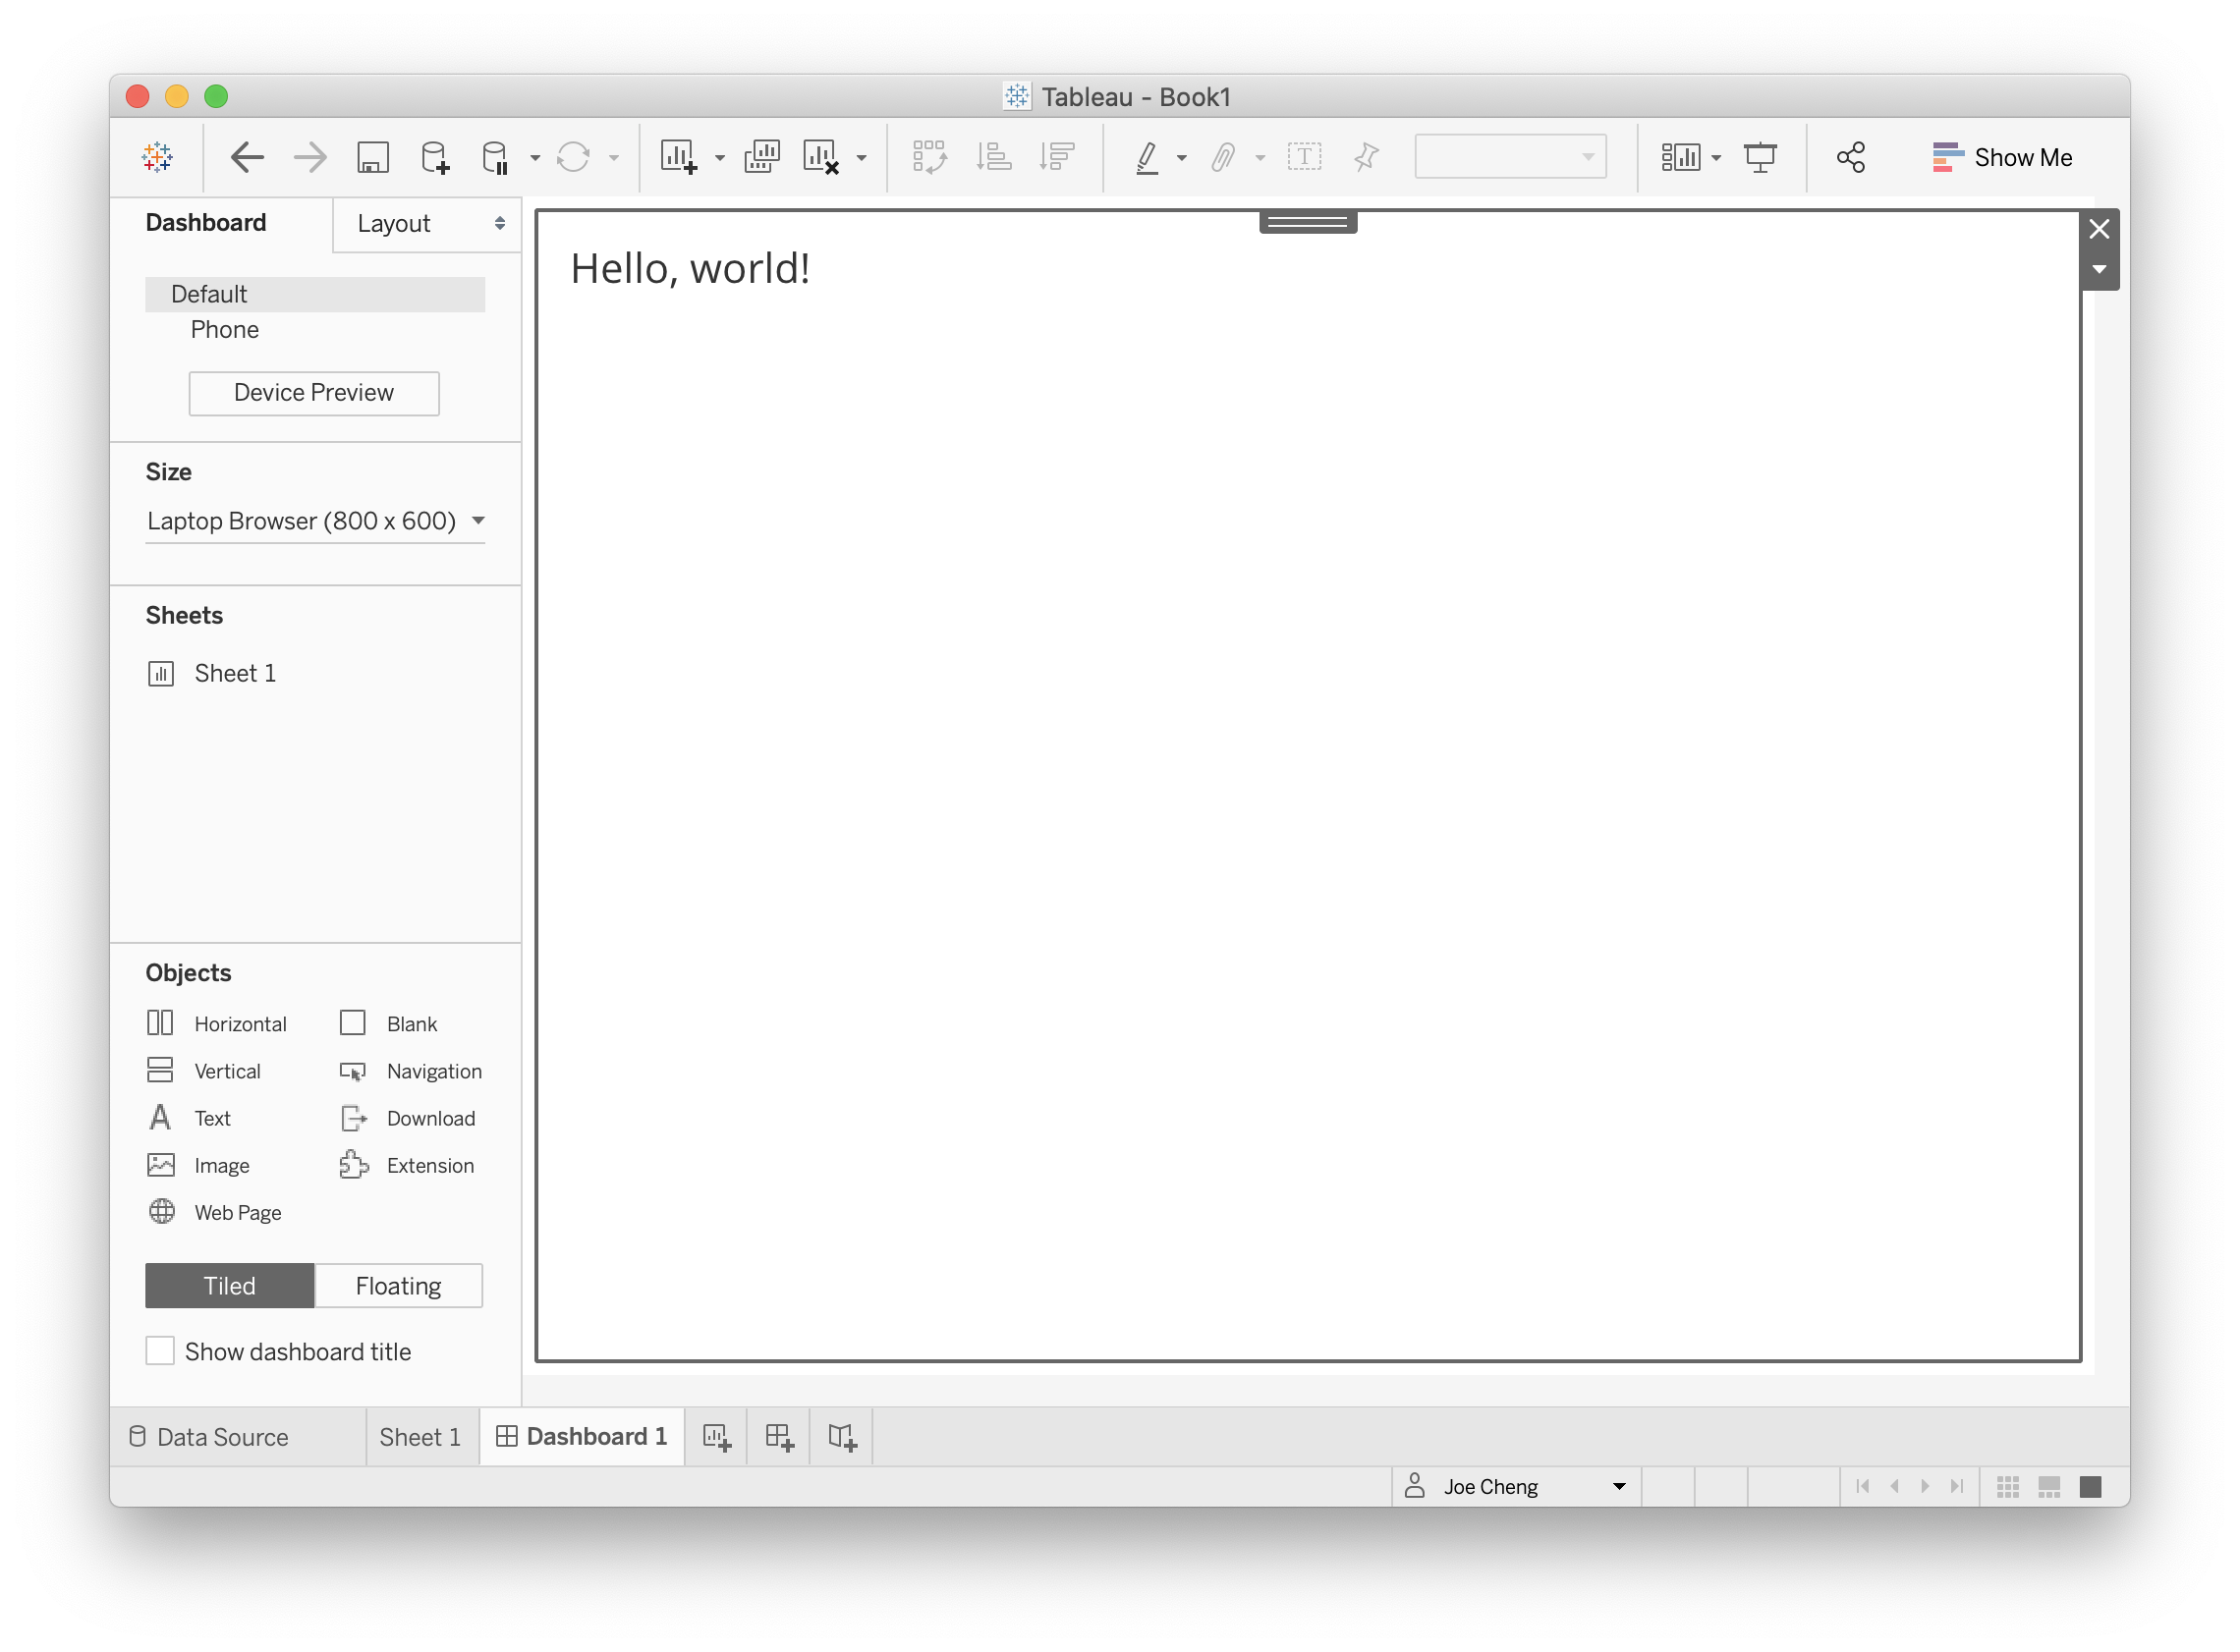 Tableau - Book1
Show Me
Dashboard
Layout
Default
Phone
Device Preview
Size
Laptop Browser (800 x 600)
Sheets
Sheet 1
Objects
Horizontal
Blank
Vertical
Navigation
Text
Download
Image
Extension
Web Page
Tiled
Floating
Show dashboard title
Hello, world!
Data Source
Sheet 1
Dashboard 1
Joe Cheng